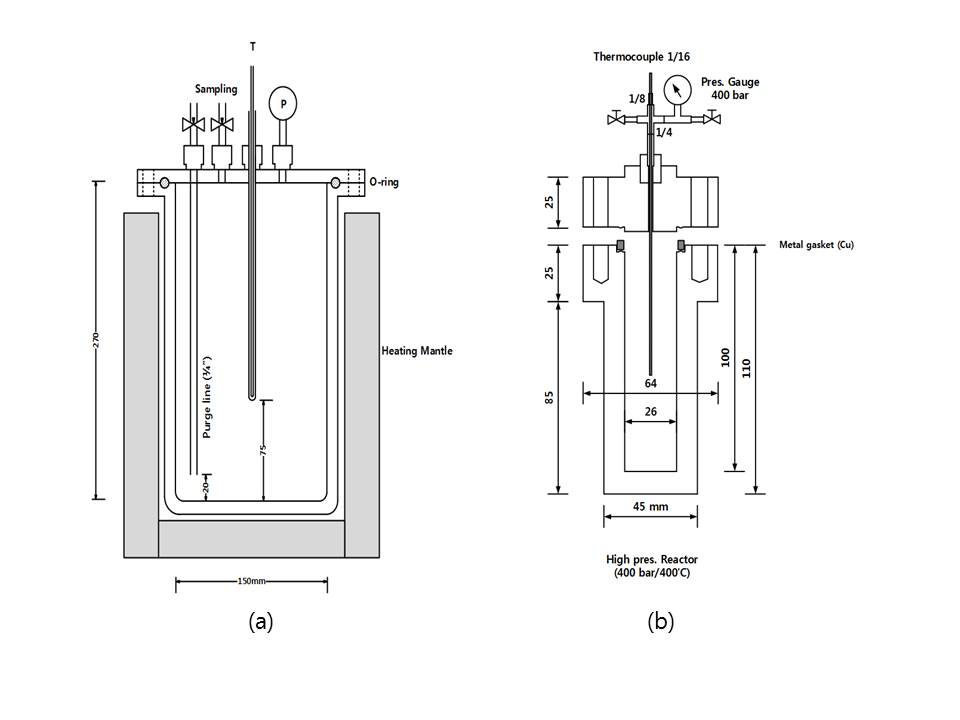 T
Sampling
P
O-ring
270
Heating Mantle
Purge line (¾")
75
20
150mm
(a)
Thermocouple 1/16
Pres. Gauge
400 bar
1/8
1/4
25
Metal gasket (Cu)
25
100
110
64
85
26
45 mm
High pres. Reactor
(400 bar/400℃)
(b)